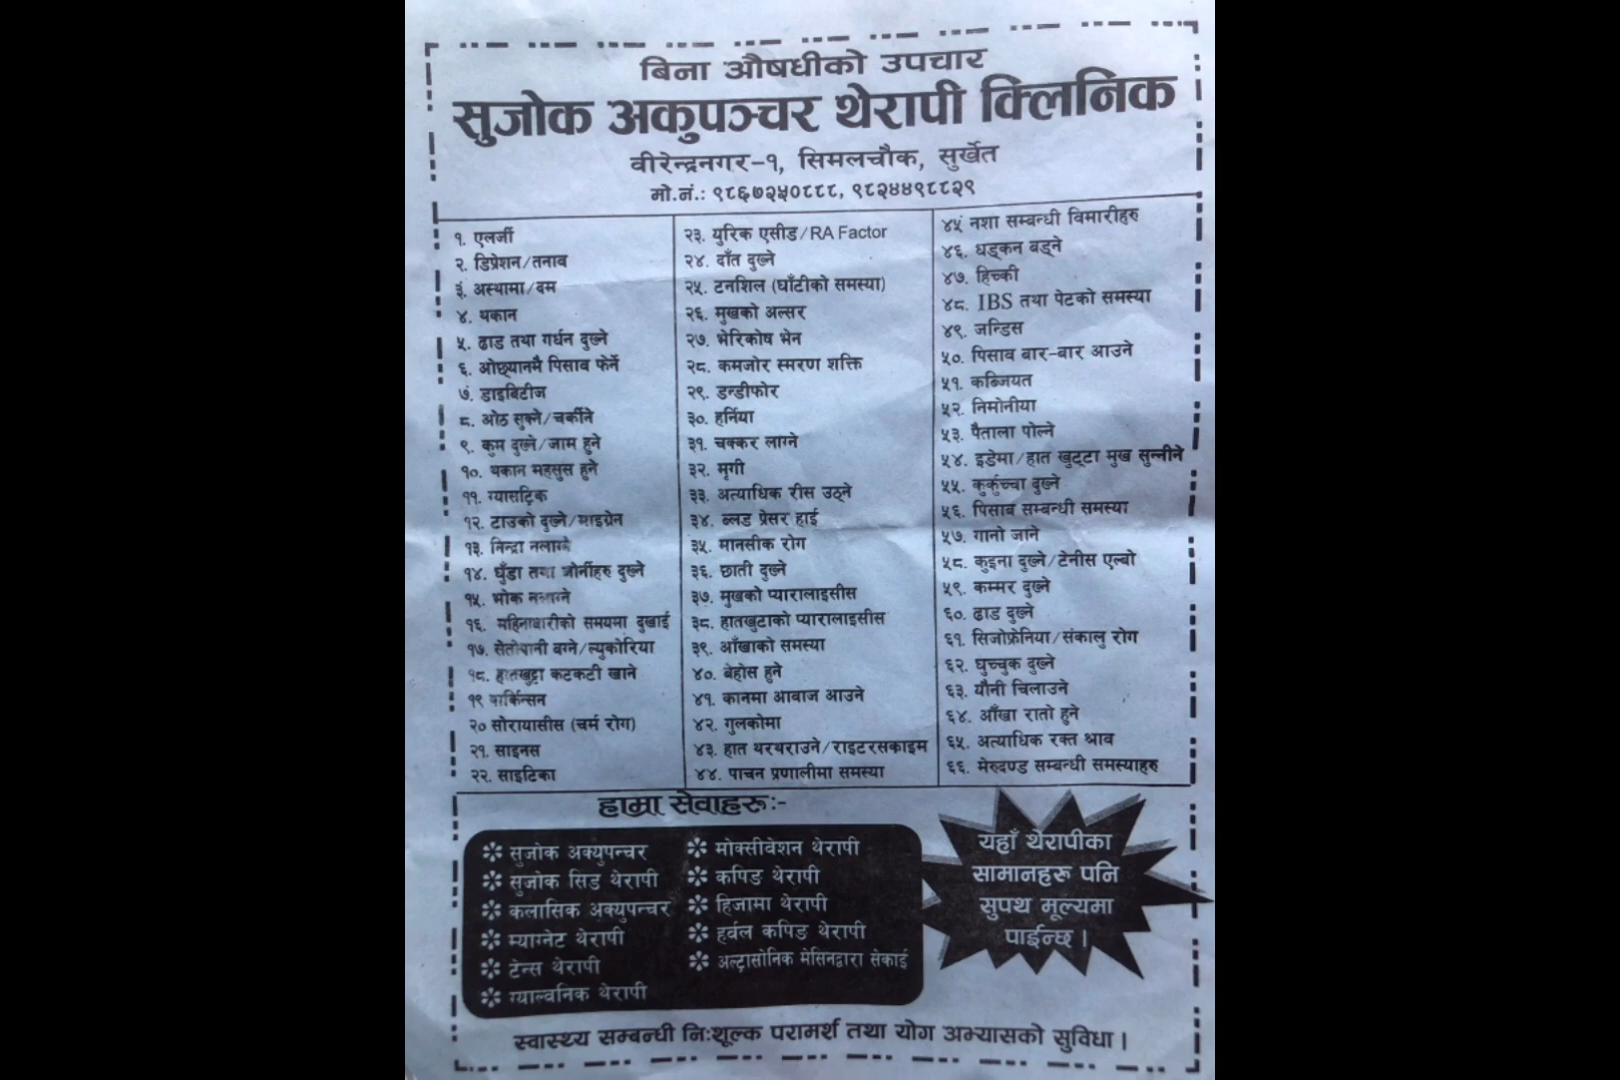 बिना औषधीको उपचार
सुजोक अकुपञ्चर थेरापी क्लिनिक
वीरेन्द्रनगर-१, सिमलचौक, सुर्खेत
मो.नं.: ९८६७२५०८८८, ९८२४४९८८२९
१. एलर्जी
२. डिप्रेशन/तनाब
३. अस्थामा/दम
४. थकान
५. ढाड तथा गर्धन दुख्ने
६. ओछ्यानमै पिसाब फेर्ने
७. डाइबिटीज
८. ओठ सुक्ने/चर्कीने
९. कुम दुख्ने/जाम हुने
१०. थकान महसुस हुने
११. ग्यासट्रिक
१२. टाउको दुख्ने/माइग्रेन
१३. निन्द्रा नलाग्ने
१४. घुँडा तथा जोर्नीहरु दुख्ने
१५. भोक नलाग्ने
१६. महिनावारीको समयमा दुखाई
१७. सेतोपानी बग्ने/ल्युकोरिया
१८. हातखुट्टा कटकटी खाने
१९ पार्किन्सन
२० सोरायासीस (चर्म रोग)
२१. साइनस
२२. साइटिका
२३. युरिक एसीड/RA Factor
२४. दाँत दुख्ने
२५. टनशिल (घाँटीको समस्या)
२६. मुखको अल्सर
२७. भेरिकोष भेन
२८. कमजोर स्मरण शक्ति
२९. डन्डीफोर
३०. हर्निया
३१. चक्कर लाग्ने
३२. मृगी
३३. अत्याधिक रीस उठ्ने
३४. ब्लड प्रेसर हाई
३५. मानसीक रोग
३६. छाती दुख्ने
३७. मुखको प्यारालाइसीस
३८. हातखुटाको प्यारालाइसीस
३९. आँखाको समस्या
४०. बेहोस हुने
४१. कानमा आवाज आउने
४२. गुलकोमा
४३. हात थरथराउने/राइटरसकाइम
४४. पाचन प्रणालीमा समस्या
४५ नशा सम्बन्धी विमारीहरु
४६. धड्कन बढ्ने
४७. हिच्की
४८. IBS तथा पेटको समस्या
४९. जन्डिस
५०. पिसाव बार-बार आउने
५१. कब्जियत
५२. निमोनीया
५३. पैताला पोल्ने
५४. इडेमा/हात खुट्टा मुख सुन्नीने
५५. कुर्कुच्चा दुख्ने
५६. पिसाब सम्बन्धी समस्या
५७. गानो जाने
५८. कुइना दुख्ने/टेनीस एल्बो
५९. कम्मर दुख्ने
६०. ढाड दुख्ने
६१. सिजोफ्रेनिया/संकालु रोग
६२. घुच्चुक दुख्ने
६३. यौनी चिलाउने
६४. आँखा रातो हुने
६५. अत्याधिक रक्त श्राव
६६. मेरुदण्ड सम्बन्धी समस्याहरु
हाम्रा सेवाहरू:-
सुजोक अक्युपन्चर
सुजोक सिड थेरापी
कलासिक अक्युपन्चर
म्याग्नेट थेरापी
टेन्स थेरापी
ग्याल्वनिक थेरापी
मोक्सीवेशन थेरापी
कपिङ थेरापी
हिजामा थेरापी
हर्वल कपिङ थेरापी
अल्ट्रासोनिक मेसिनद्वारा सेकाई
यहाँ थेरापीका
सामानहरू पनि
सुपथ मूल्यमा
पाईन्छ ।
स्वास्थ्य सम्बन्धी निःशूल्क परामर्श तथा योग अभ्यासको सुविधा ।